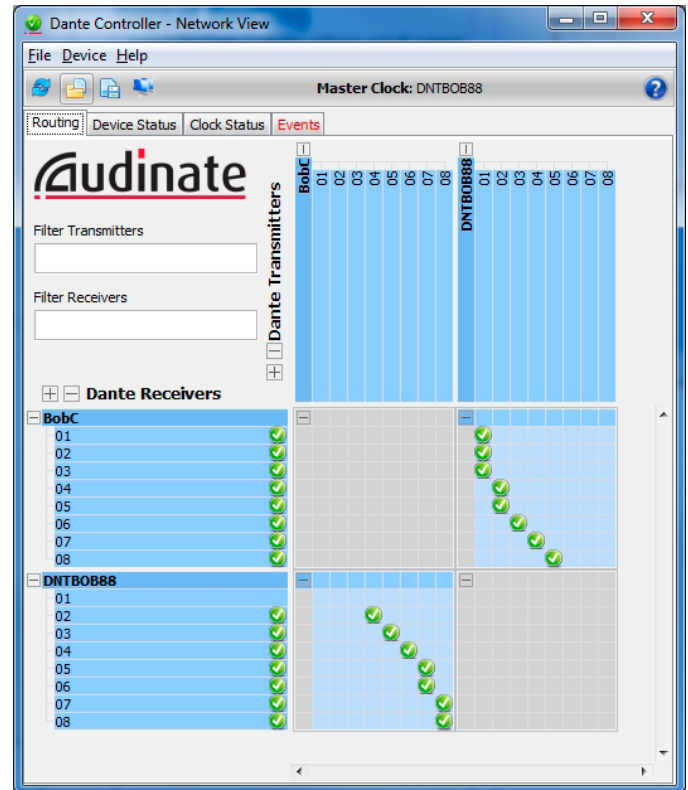 Dante Controller - Network View
File Device Help
Master Clock: DNTBOB88
Routing Device Status Clock Status Events
Audinate
Filter Transmitters
Filter Receivers
Dante Receivers
Dante Transmitters
BobC
01 02 03 04 05 06 07 08
DNTBOB88
01 02 03 04 05 06 07 08
BobC
01
02
03
04
05
06
07
08
DNTBOB88
01
02
03
04
05
06
07
08